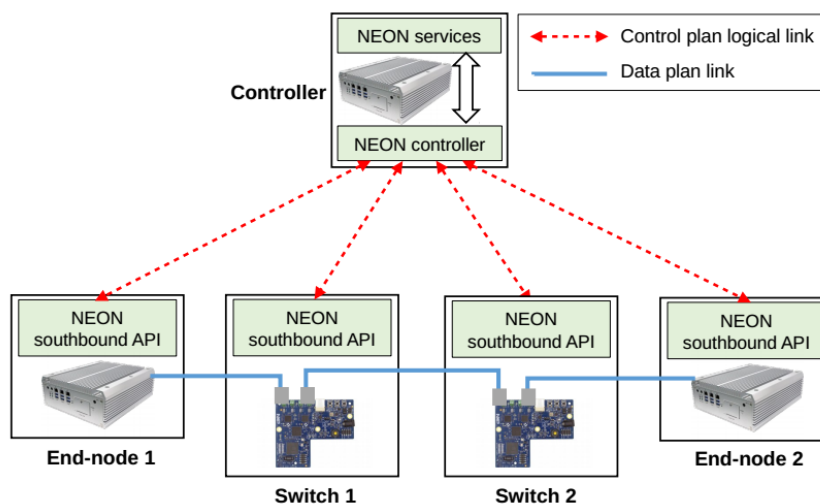 NEON services
Control plan logical link
Data plan link
Controller
NEON controller
NEON
southbound API
NEON
southbound API
NEON
southbound API
NEON
southbound API
End-node 1
Switch 1
Switch 2
End-node 2